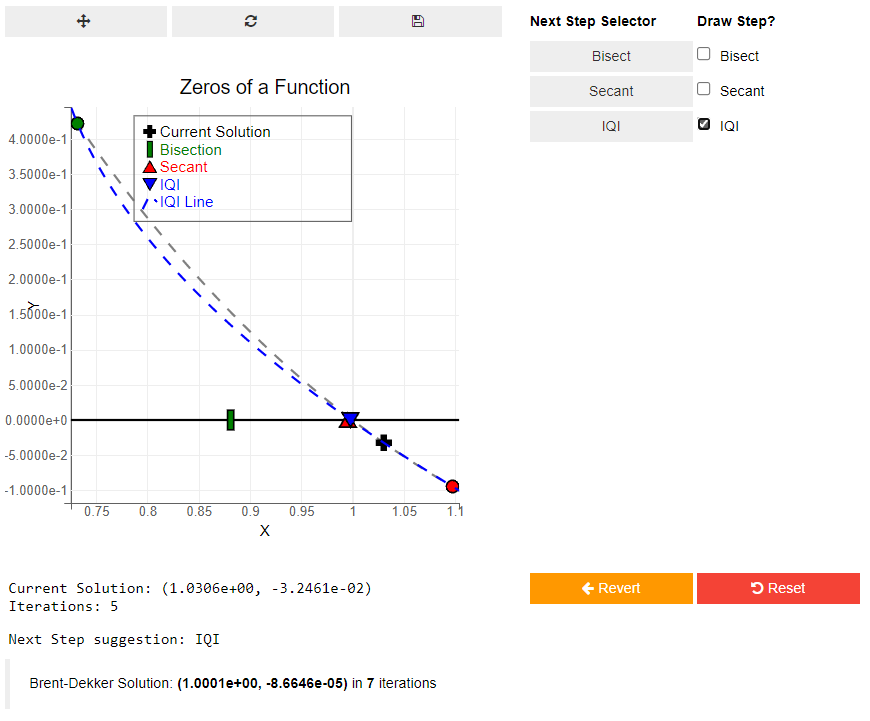 Next Step Selector Draw Step?
Bisect Bisect
Secant Secant
IQI IQI
Zeros of a Function
Current Solution
Bisection
Secant
IQI
IQI Line
4.0000e-1
3.5000e-1
3.0000e-1
2.5000e-1
2.0000e-1
1.5000e-1
1.0000e-1
5.0000e-2
0.0000e+0
-5.0000e-2
-1.0000e-1
Y
0.75 0.8 0.85 0.9 0.95 1 1.05 1.1
X
Revert Reset
Current Solution: (1.0306e+00, -3.2461e-02)
Iterations: 5
Next Step suggestion: IQI
Brent-Dekker Solution: (1.0001e+00, -8.6646e-05) in 7 iterations